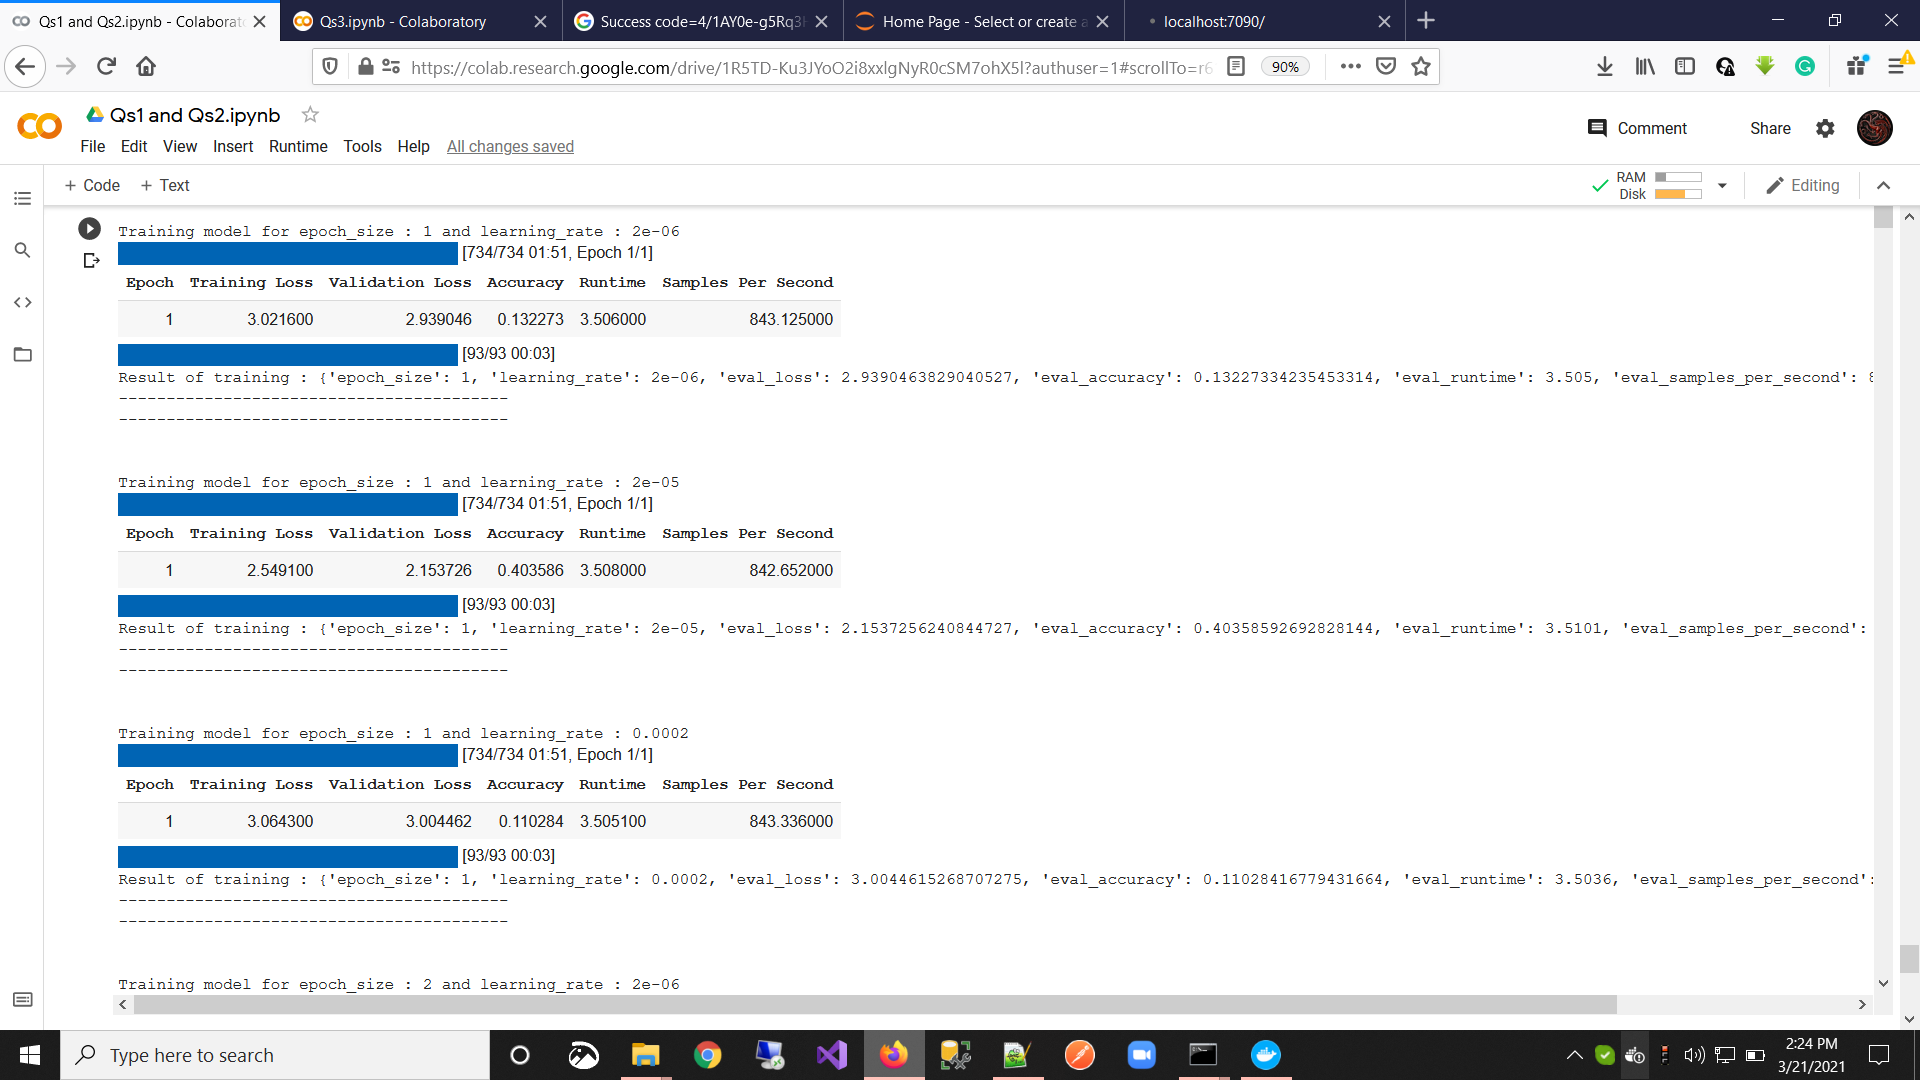 Qs1 and Qs2.ipynb - Colaborato
Qs3.ipynb - Colaboratory
Success code=4/1AY0e-g5Rq3
Home Page - Select or create a
localhost:7090/
https://colab.research.google.com/drive/1R5TD-Ku3JYoO2i8xxlgNyR0cSM7ohX5l?authuser=1#scrollTo=r6
90%
Qs1 and Qs2.ipynb
Comment
Share
File Edit View Insert Runtime Tools Help All changes saved
+ Code + Text
RAM
Disk
Editing
Training model for epoch_size : 1 and learning_rate : 2e-06
[734/734 01:51, Epoch 1/1]
Epoch Training Loss Validation Loss Accuracy Runtime Samples Per Second
1 3.021600 2.939046 0.132273 3.506000 843.125000
[93/93 00:03]
Result of training : {'epoch_size': 1, 'learning_rate': 2e-06, 'eval_loss': 2.9390463829040527, 'eval_accuracy': 0.13227334235453314, 'eval_runtime': 3.505, 'eval_samples_per_second': 8
-----------------------------------------
-----------------------------------------
Training model for epoch_size : 1 and learning_rate : 2e-05
[734/734 01:51, Epoch 1/1]
Epoch Training Loss Validation Loss Accuracy Runtime Samples Per Second
1 2.549100 2.153726 0.403586 3.508000 842.652000
[93/93 00:03]
Result of training : {'epoch_size': 1, 'learning_rate': 2e-05, 'eval_loss': 2.1537256240844727, 'eval_accuracy': 0.40358592692828144, 'eval_runtime': 3.5101, 'eval_samples_per_second':
-----------------------------------------
-----------------------------------------
Training model for epoch_size : 1 and learning_rate : 0.0002
[734/734 01:51, Epoch 1/1]
Epoch Training Loss Validation Loss Accuracy Runtime Samples Per Second
1 3.064300 3.004462 0.110284 3.505100 843.336000
[93/93 00:03]
Result of training : {'epoch_size': 1, 'learning_rate': 0.0002, 'eval_loss': 3.0044615268707275, 'eval_accuracy': 0.11028416779431664, 'eval_runtime': 3.5036, 'eval_samples_per_second':
-----------------------------------------
-----------------------------------------
Training model for epoch_size : 2 and learning_rate : 2e-06
Type here to search
2:24 PM
3/21/2021